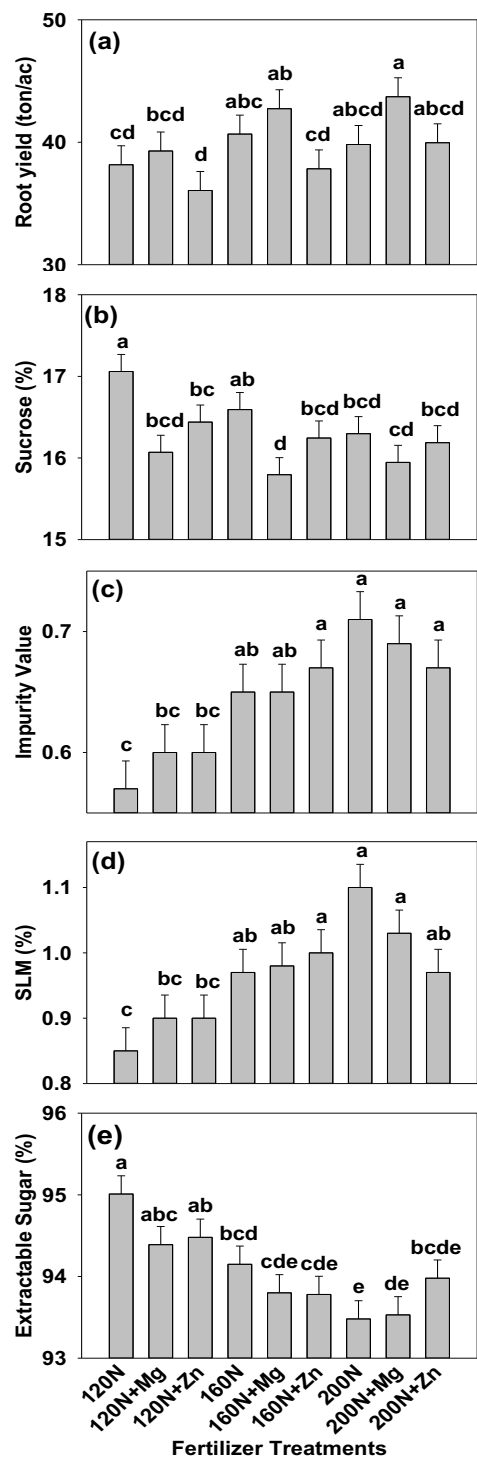 50
(a)
a
ab
abc
abcd
abcd
bcd
cd
cd
d
40
30
Root yield (ton/ac)
18
(b)
a
ab
bc
bcd
bcd
bcd
bcd
cd
d
17
16
15
Sucrose (%)
(c)
a
a
a
a
ab
ab
bc
bc
c
0.7
0.6
Impurity Value
(d)
a
a
a
ab
ab
ab
bc
bc
c
1.1
1.0
0.9
0.8
SLM (%)
96
(e)
a
ab
abc
bcd
bcde
cde
cde
de
e
95
94
93
Extractable Sugar (%)
120N
120N+Mg
120N+Zn
160N
160N+Mg
160N+Zn
200N
200N+Mg
200N+Zn
Fertilizer Treatments